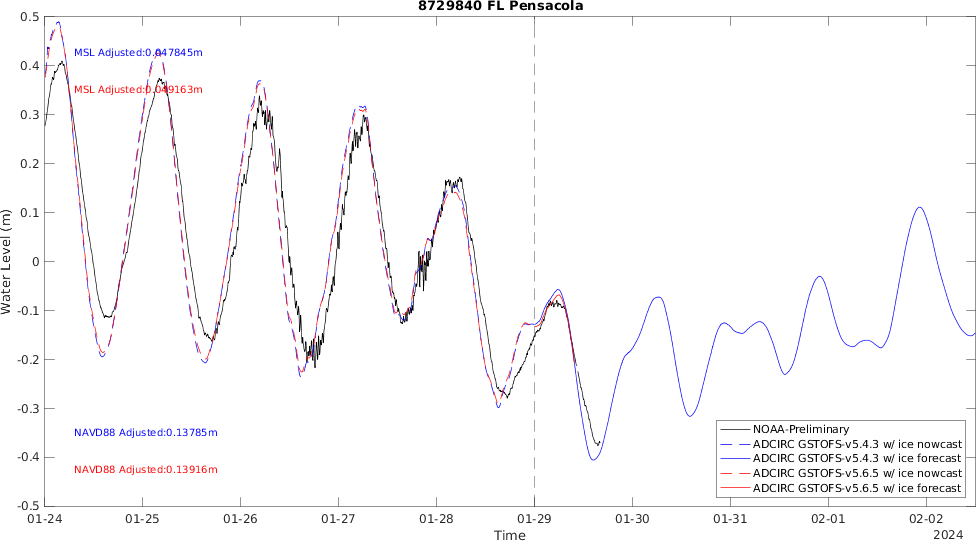 8729840 FL Pensacola
Water Level (m)
0.5
0.4
0.3
0.2
0.1
0
-0.1
-0.2
-0.3
-0.4
-0.5
MSL Adjusted:0.047845m
MSL Adjusted:0.049163m
NAVD88 Adjusted:0.13785m
NAVD88 Adjusted:0.13916m
NOAA-Preliminary
ADCIRC GSTOFS-v5.4.3 w/ ice nowcast
ADCIRC GSTOFS-v5.4.3 w/ ice forecast
ADCIRC GSTOFS-v5.6.5 w/ ice nowcast
ADCIRC GSTOFS-v5.6.5 w/ ice forecast
01-24 01-25 01-26 01-27 01-28 01-29 01-30 01-31 02-01 02-02
Time
2024